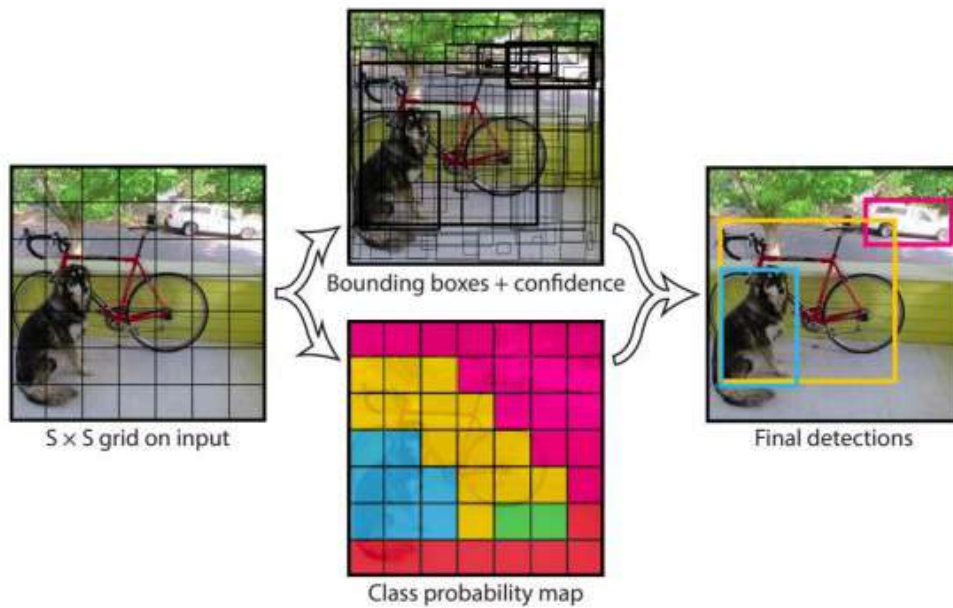 Bounding boxes + confidence
S × S grid on input
Final detections
Class probability map